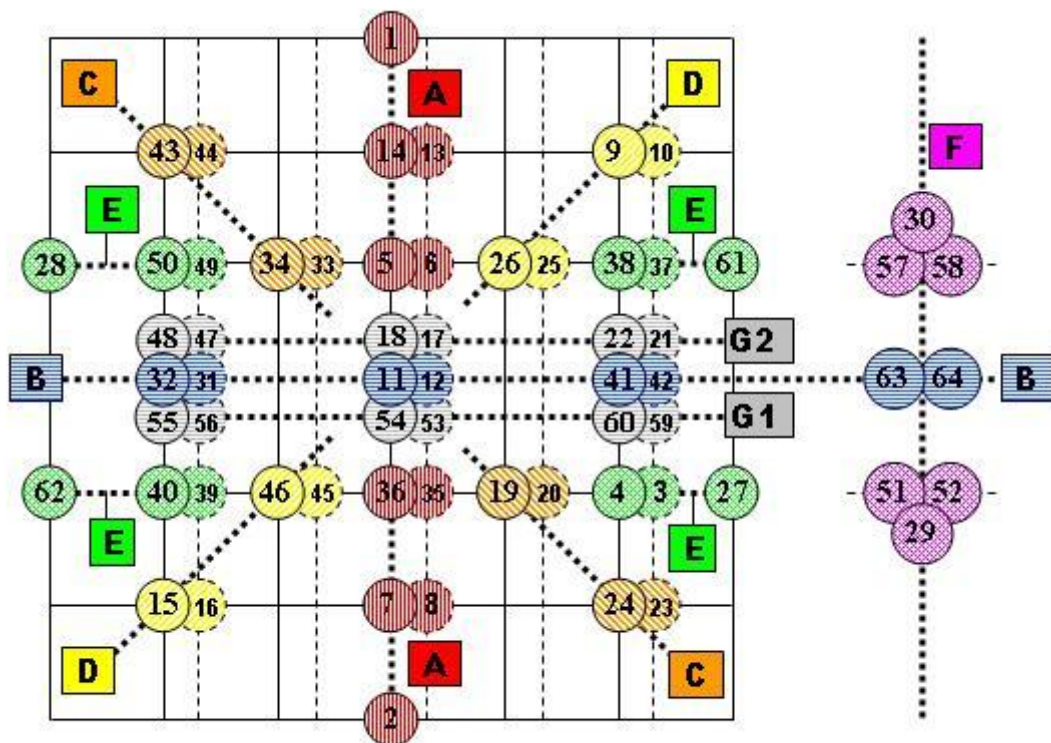 1
C A D
43 44 14 13 9 10 F
E E 30
28 50 49 34 33 5 6 26 25 38 37 61 57 58
48 47 18 17 22 21 G2
B 32 31 11 12 41 42 63 64 B
55 56 54 53 60 59 G1
62 40 39 46 45 36 35 19 20 4 3 27 51 52
E E 29
15 16 7 8 24 23
D A C
2